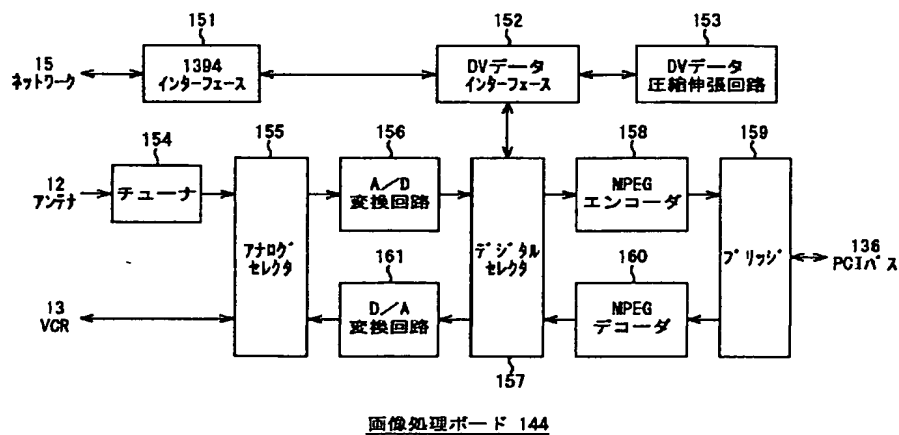 151
152
153
15
ネットワーク
1394
インターフェース
DVデータ
インターフェース
DVデータ
圧縮伸張回路
154
155
156
158
159
12
アンテナ
チューナ
アナログ
セレクタ
A/D
変換回路
デジタル
セレクタ
MPEG
エンコーダ
ブリッジ
136
PCIバス
13
VCR
161
D/A
変換回路
160
MPEG
デコーダ
157
画像処理ボード 144